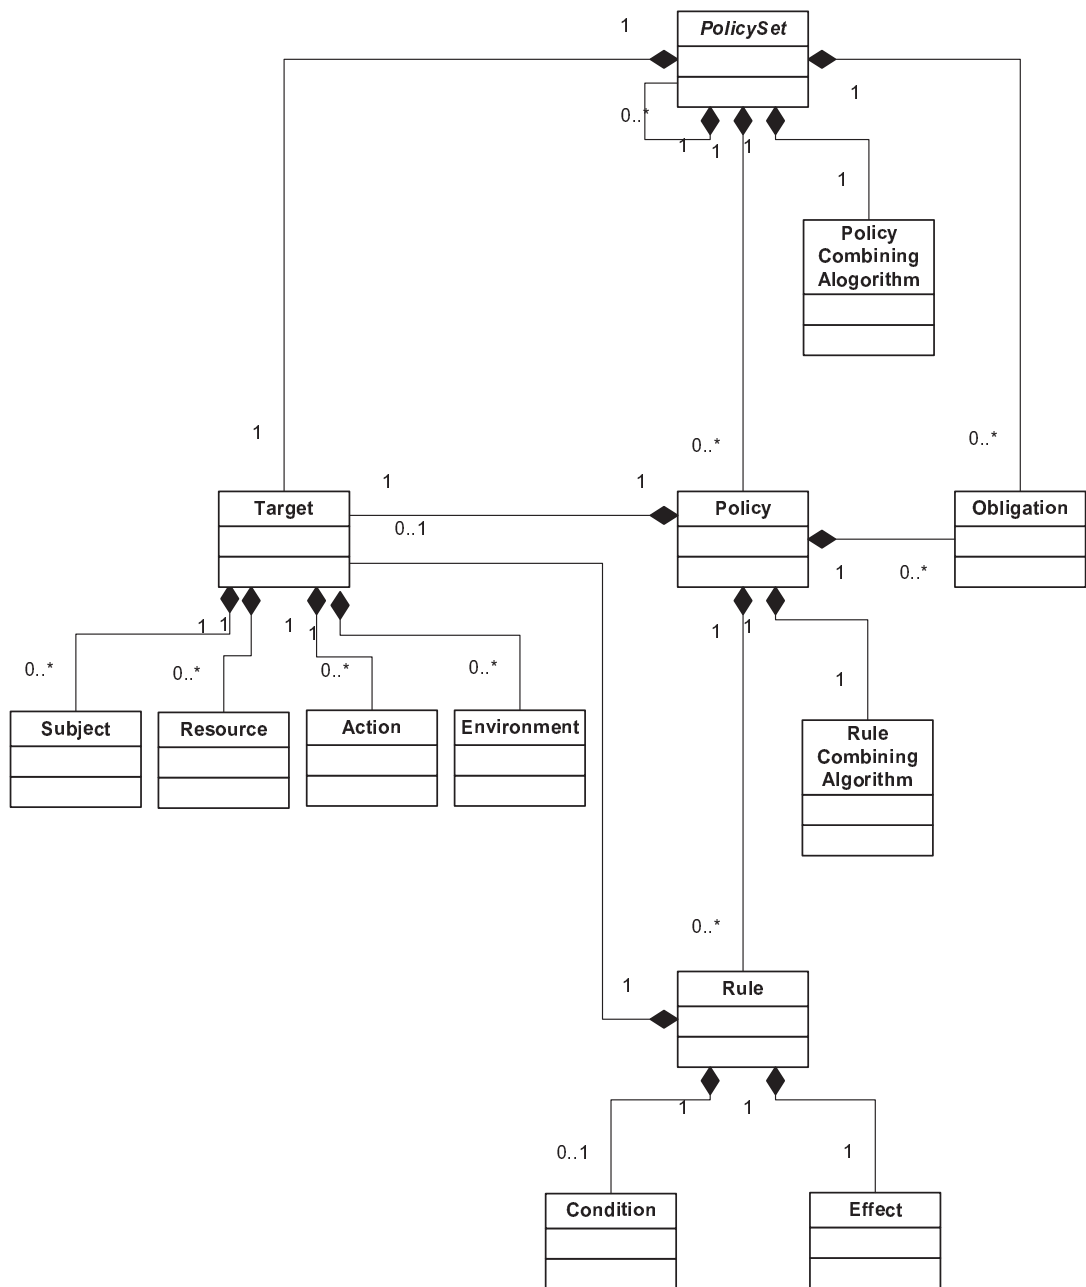 1
PolicySet
1
0..*
1
1
1
1
Policy
Combining
Alogorithm
1
0..*
0..*
1
1
Target
0..1
Policy
Obligation
1
0..*
1
1
1
1
1
1
0..*
0..*
0..*
0..*
1
Subject
Resource
Action
Environment
Rule
Combining
Algorithm
0..*
1
Rule
1
1
0..1
1
Condition
Effect